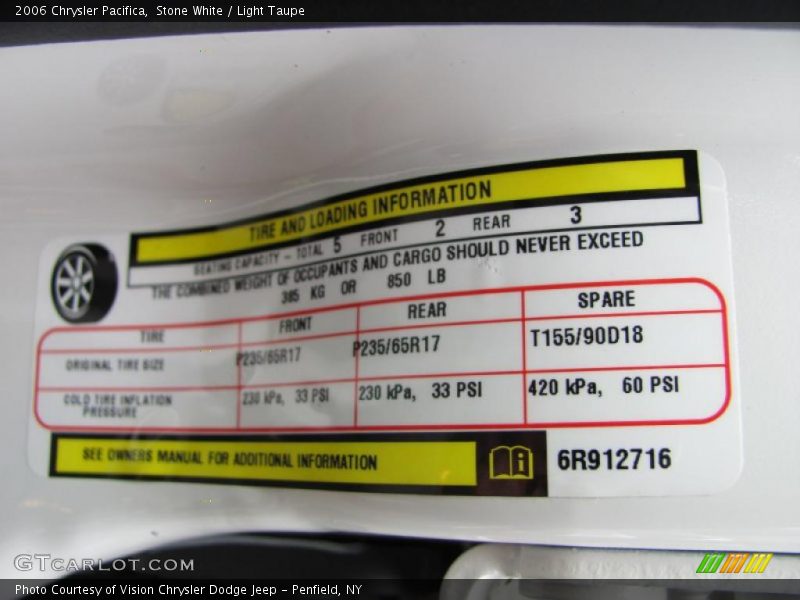 2006 Chrysler Pacifica, Stone White / Light Taupe
TIRE AND LOADING INFORMATION
SEATING CAPACITY - TOTAL 5 FRONT 2 REAR 3
THE COMBINED WEIGHT OF OCCUPANTS AND CARGO SHOULD NEVER EXCEED
385 KG OR 850 LB
TIRE FRONT REAR SPARE
ORIGINAL TIRE SIZE P235/65R17 P235/65R17 T155/90D18
COLD TIRE INFLATION PRESSURE 230 kPa, 33 PSI 230 kPa, 33 PSI 420 kPa, 60 PSI
SEE OWNERS MANUAL FOR ADDITIONAL INFORMATION 6R912716
GTCARLOT.COM
Photo Courtesy of Vision Chrysler Dodge Jeep - Penfield, NY